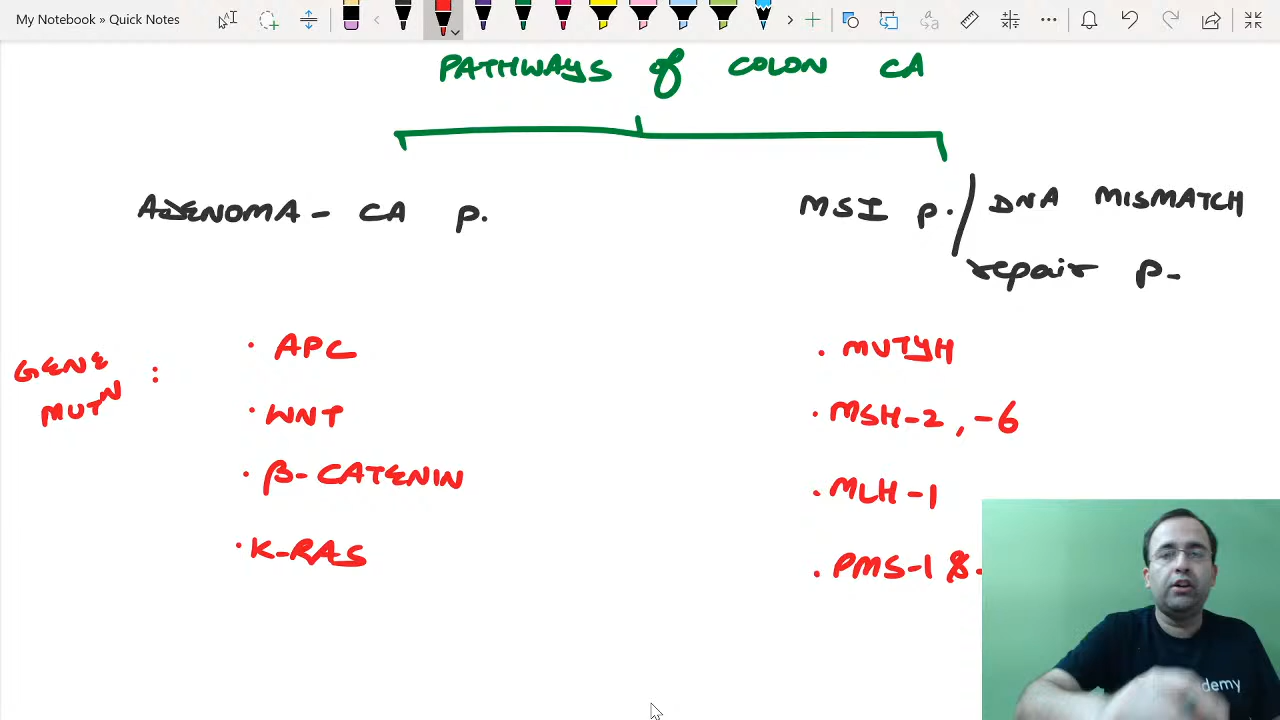 My Notebook » Quick Notes
PATHWAYS of COLON CA
ADENOMA - CA p.
MSI p. / DNA MISMATCH
repair p-
GENE
MUTN :
• APC
• WNT
• β-CATENIN
• K-RAS
• MUTYH
• MSH-2, -6
• MLH-1
• PMS-1 & -
demy